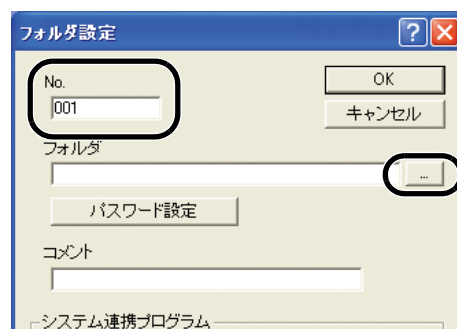 フォルダ設定
No.
001
OK
キャンセル
フォルダ
...
パスワード設定
コメント
システム連携プログラム